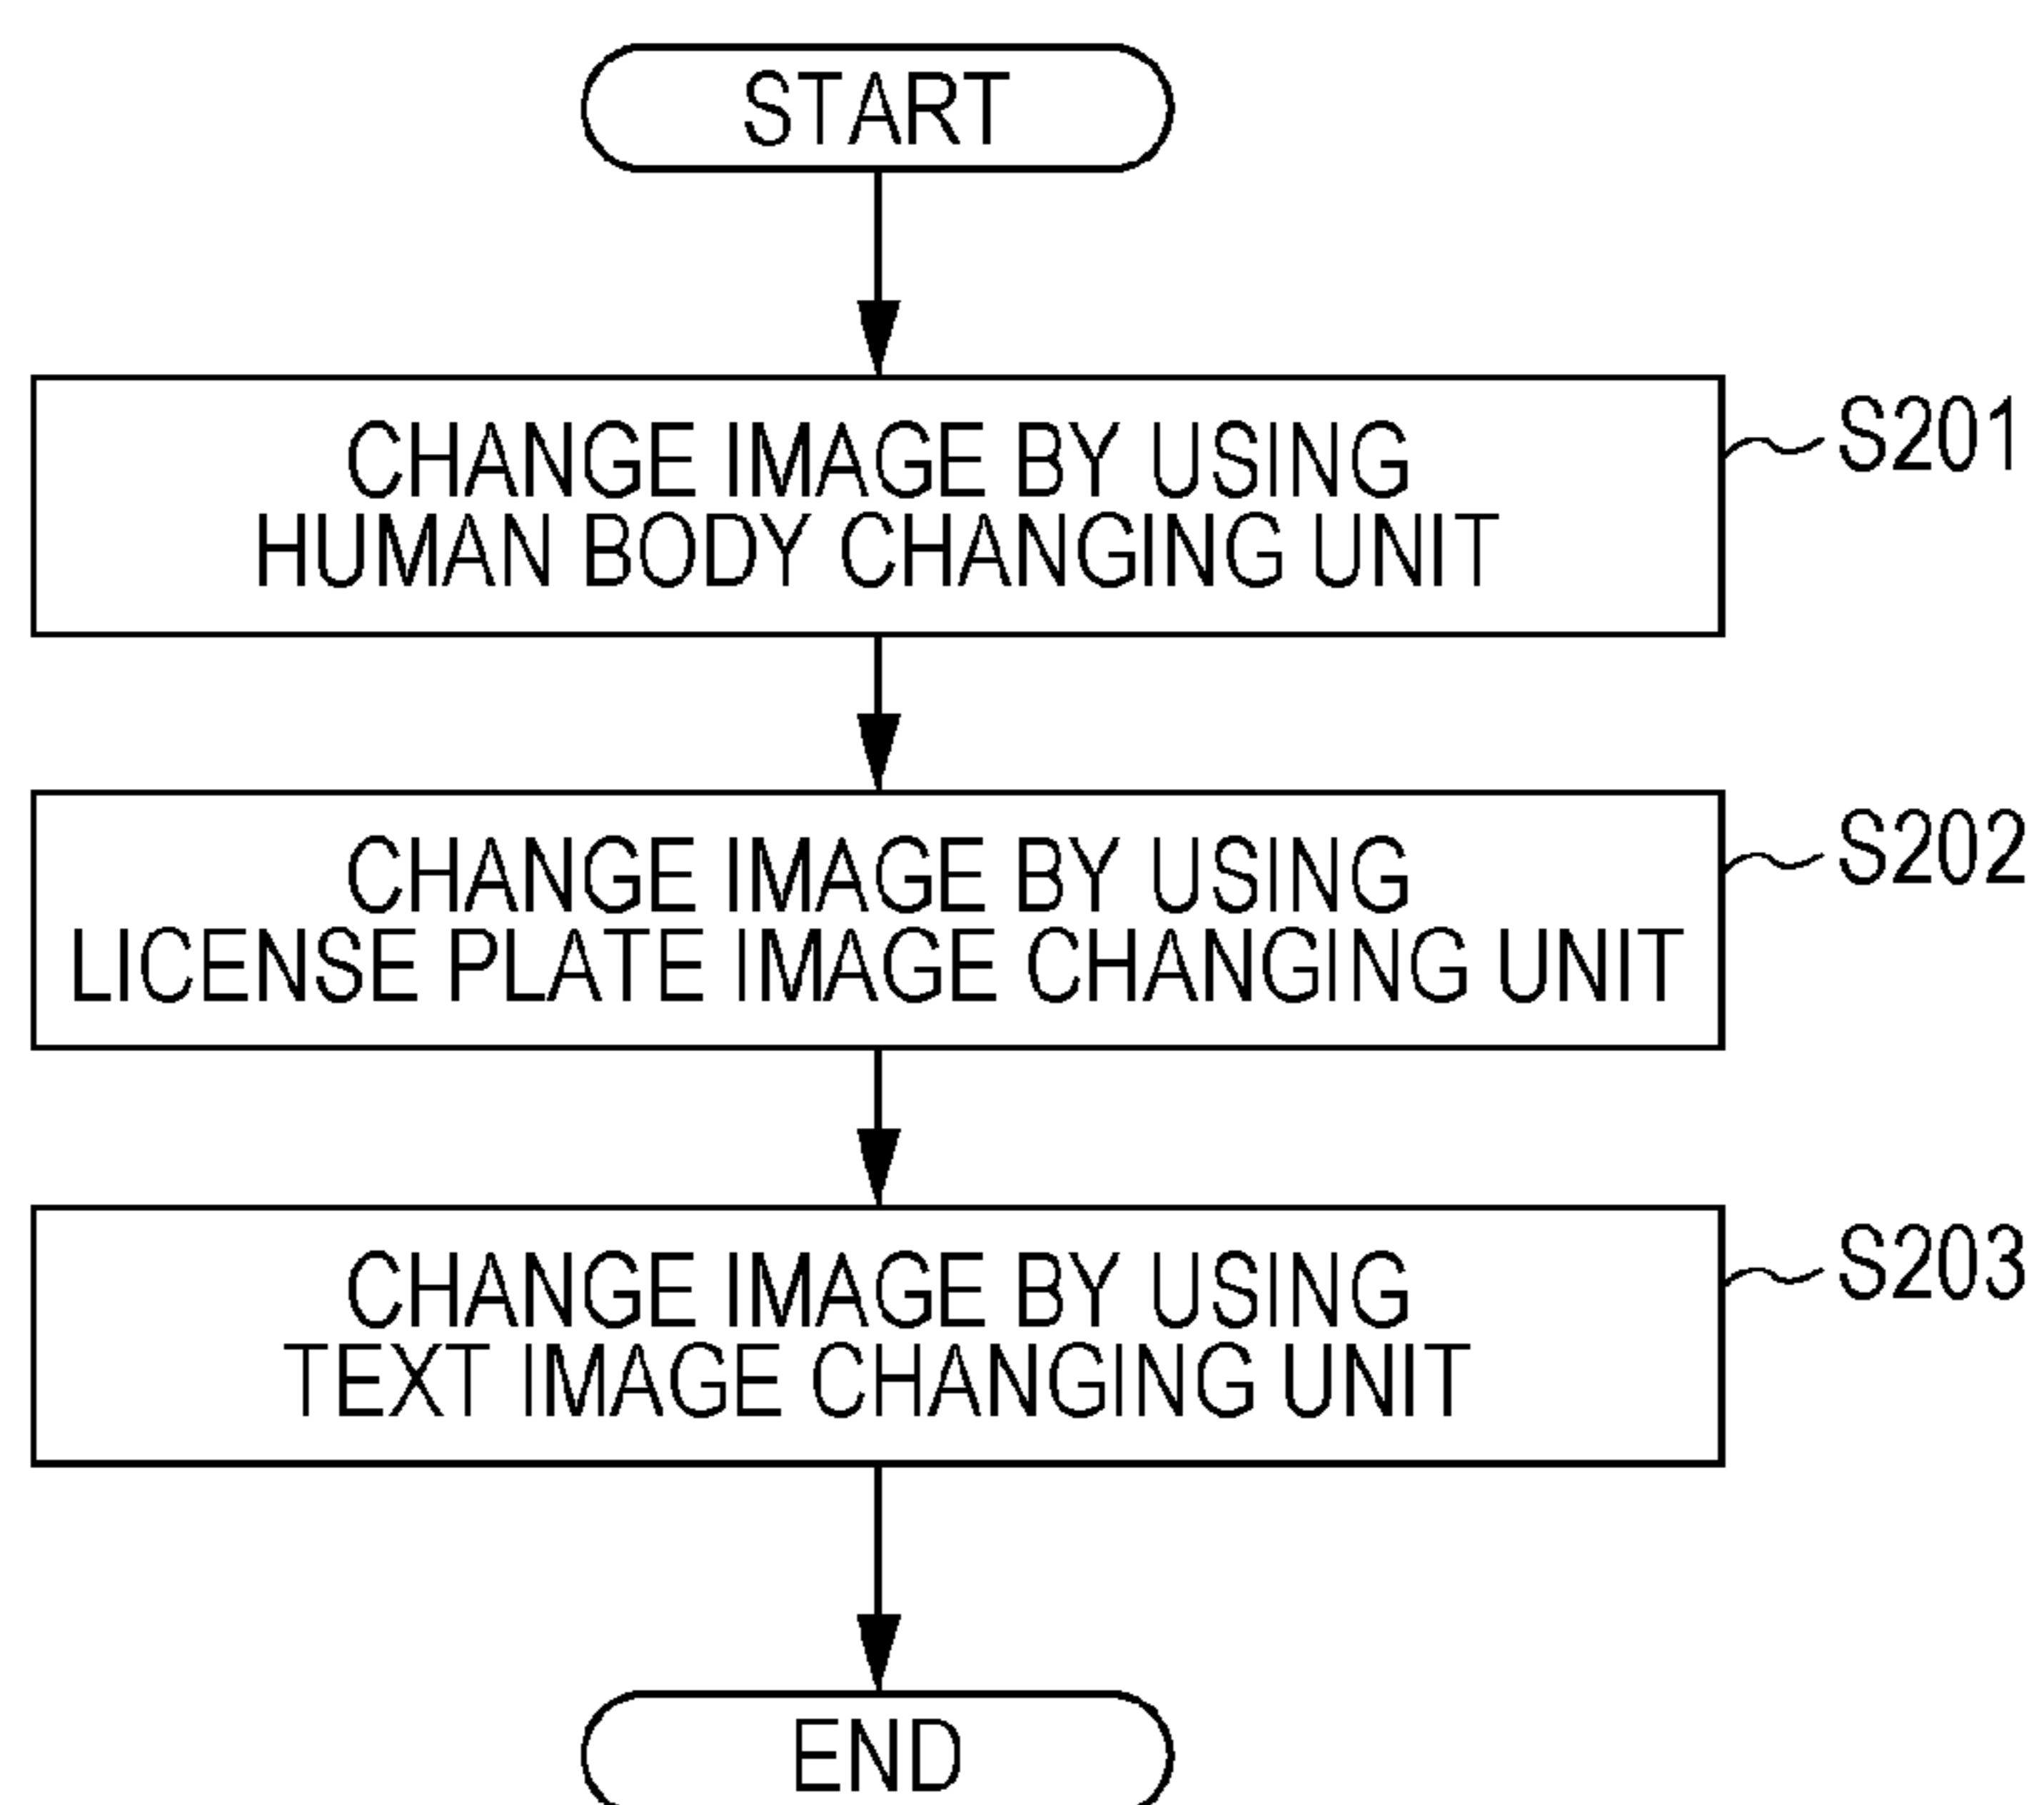 START
CHANGE IMAGE BY USING
HUMAN BODY CHANGING UNIT
S201
CHANGE IMAGE BY USING
LICENSE PLATE IMAGE CHANGING UNIT
S202
CHANGE IMAGE BY USING
TEXT IMAGE CHANGING UNIT
S203
END